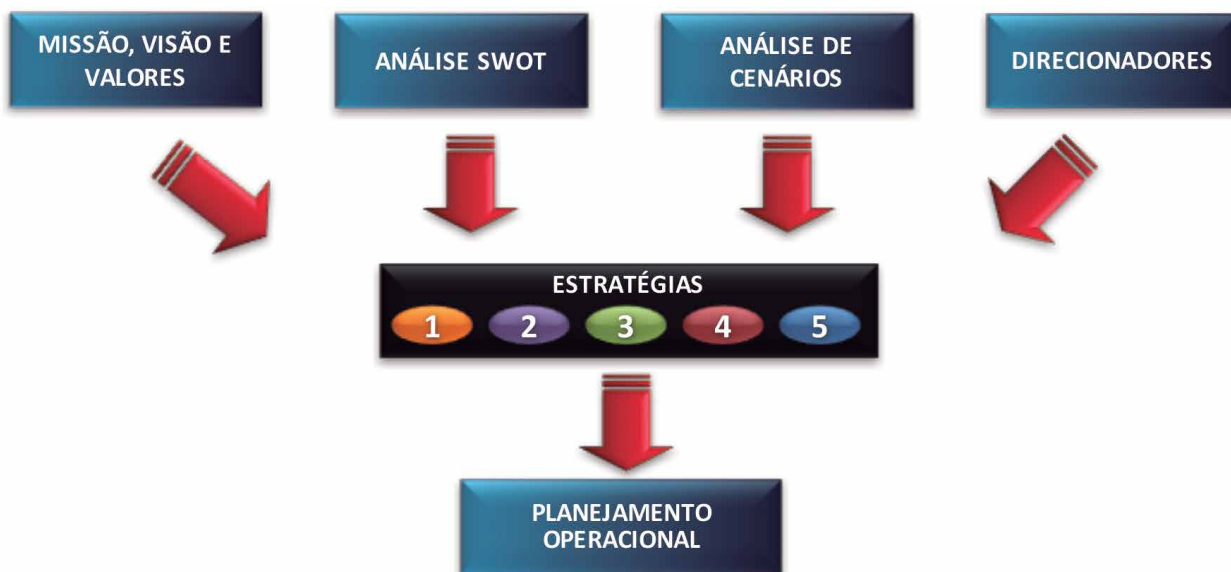 MISSÃO, VISÃO E
VALORES
ANÁLISE SWOT
ANÁLISE DE
CENÁRIOS
DIRECIONADORES
ESTRATÉGIAS
1 2 3 4 5
PLANEJAMENTO
OPERACIONAL